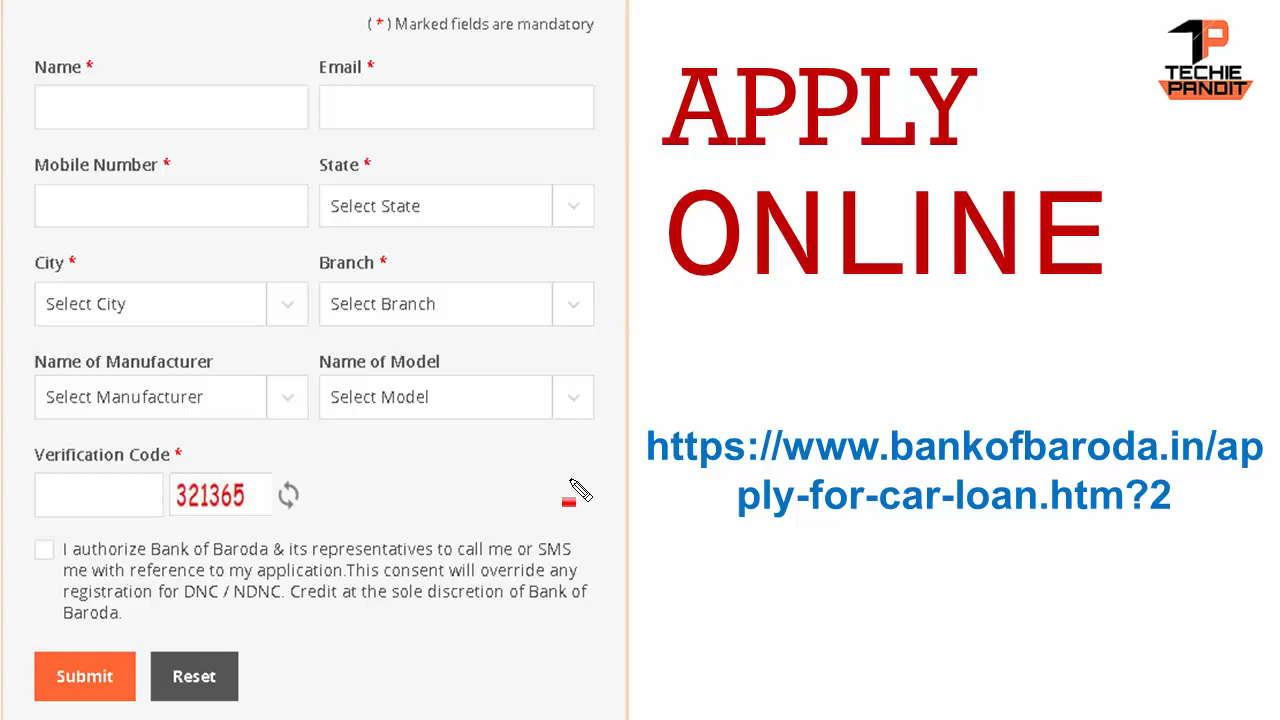 ( * ) Marked fields are mandatory
Name * Email *
Mobile Number * State *
Select State
City * Branch *
Select City Select Branch
Name of Manufacturer Name of Model
Select Manufacturer Select Model
Verification Code *
321365
I authorize Bank of Baroda & its representatives to call me or SMS
me with reference to my application.This consent will override any
registration for DNC / NDNC. Credit at the sole discretion of Bank of
Baroda.
Submit Reset
APPLY
ONLINE
https://www.bankofbaroda.in/ap
ply-for-car-loan.htm?2
TP
TECHIE
PANDIT